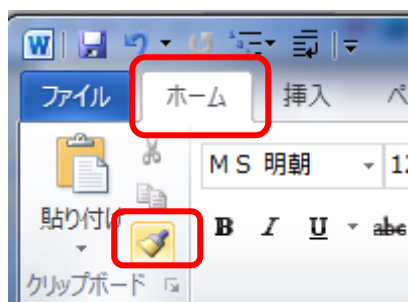 W
ファイル ホーム 挿入 ペ
MS 明朝 12
貼り付け
B I U abe
クリップボード